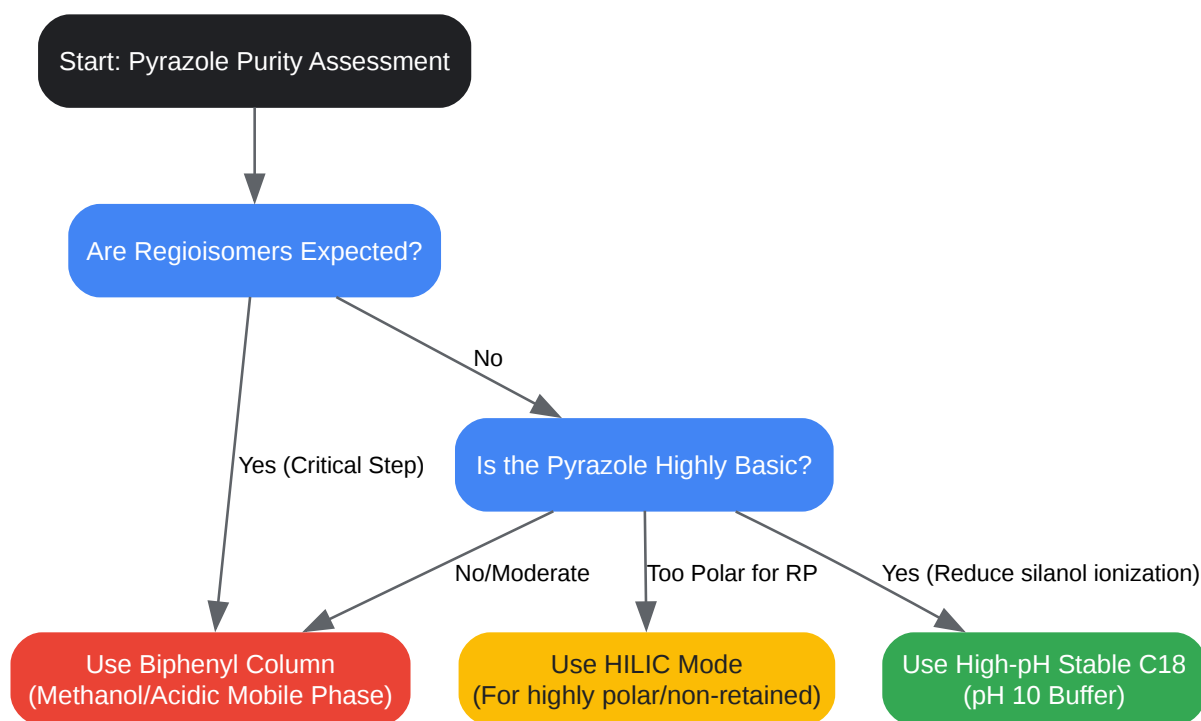 Start: Pyrazole Purity Assessment
Are Regioisomers Expected?
No
Yes (Critical Step)
Is the Pyrazole Highly Basic?
No/Moderate
Too Polar for RP
Yes (Reduce silanol ionization)
Use Biphenyl Column
(Methanol/Acidic Mobile Phase)
Use HILIC Mode
(For highly polar/non-retained)
Use High-pH Stable C18
(pH 10 Buffer)